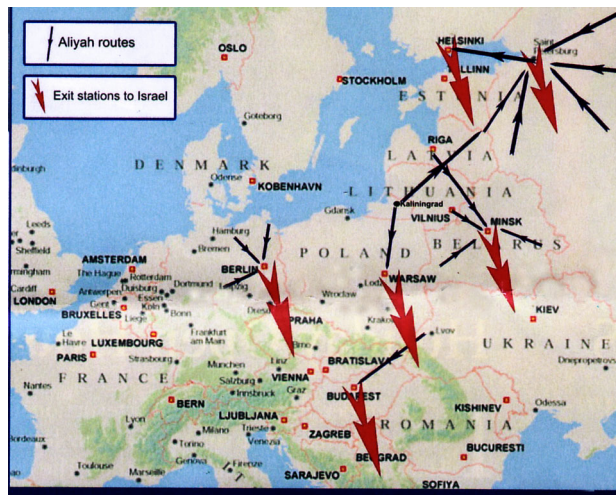 Aliyah routes
Exit stations to Israel
OSLO
HELSINKI
Saint
Petersburg
TALLINN
STOCKHOLM
ESTONIA
Goteborg
RIGA
LATVIA
DENMARK
Odense
KOBENHAVN
LITHUANIA
Kaliningrad
Gdansk
VILNIUS
MINSK
Leeds
Sheffield
Hamburg
Bremen
POLAND
BELARUS
AMSTERDAM
The Hague
Rotterdam
BERLIN
WARSAW
Lodz
Cardiff
LONDON
Antwerpen
Duisburg
Dortmund
Leipzig
Essen
Gent
Koln
Wroclaw
BRUXELLES
Liege
Bonn
PRAHA
Krakow
KIEV
Le
Havre
LUXEMBOURG
Frankfurt
am Main
Brno
Lvov
UKRAINE
PARIS
Strasbourg
Linz
BRATISLAVA
Dnepropetrovs
FRANCE
Munchen
Salzburg
VIENNA
Nantes
Innsbruck
Graz
BUDAPEST
BERN
KISHINEV
Odessa
Lyon
LJUBLJANA
Milano
Trieste
ZAGREB
ROMANIA
Torino
Venezia
BEOGRAD
BUCURESTI
Genova
Toulouse
Marseille
Firenze
SARAJEVO
SOFIYA